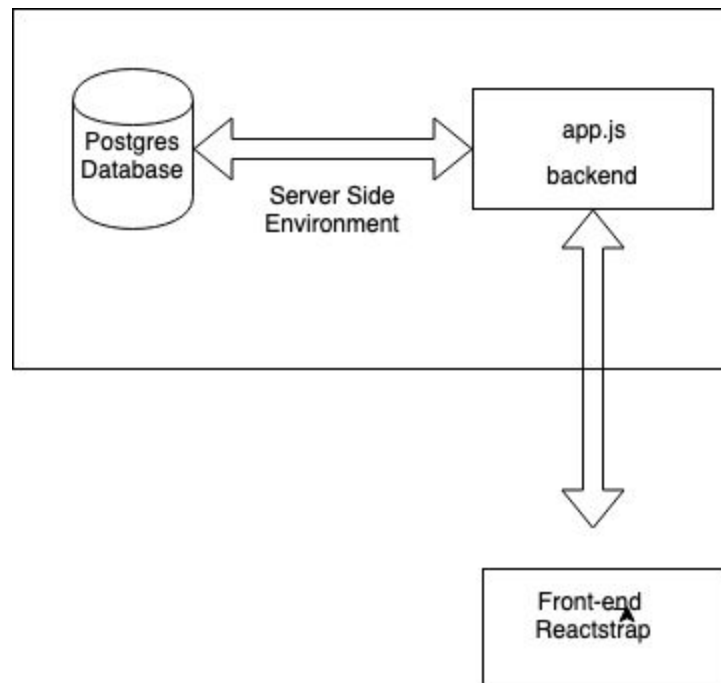 Postgres
Database
app.js
backend
Server Side
Environment
Front-end
Reactstrap